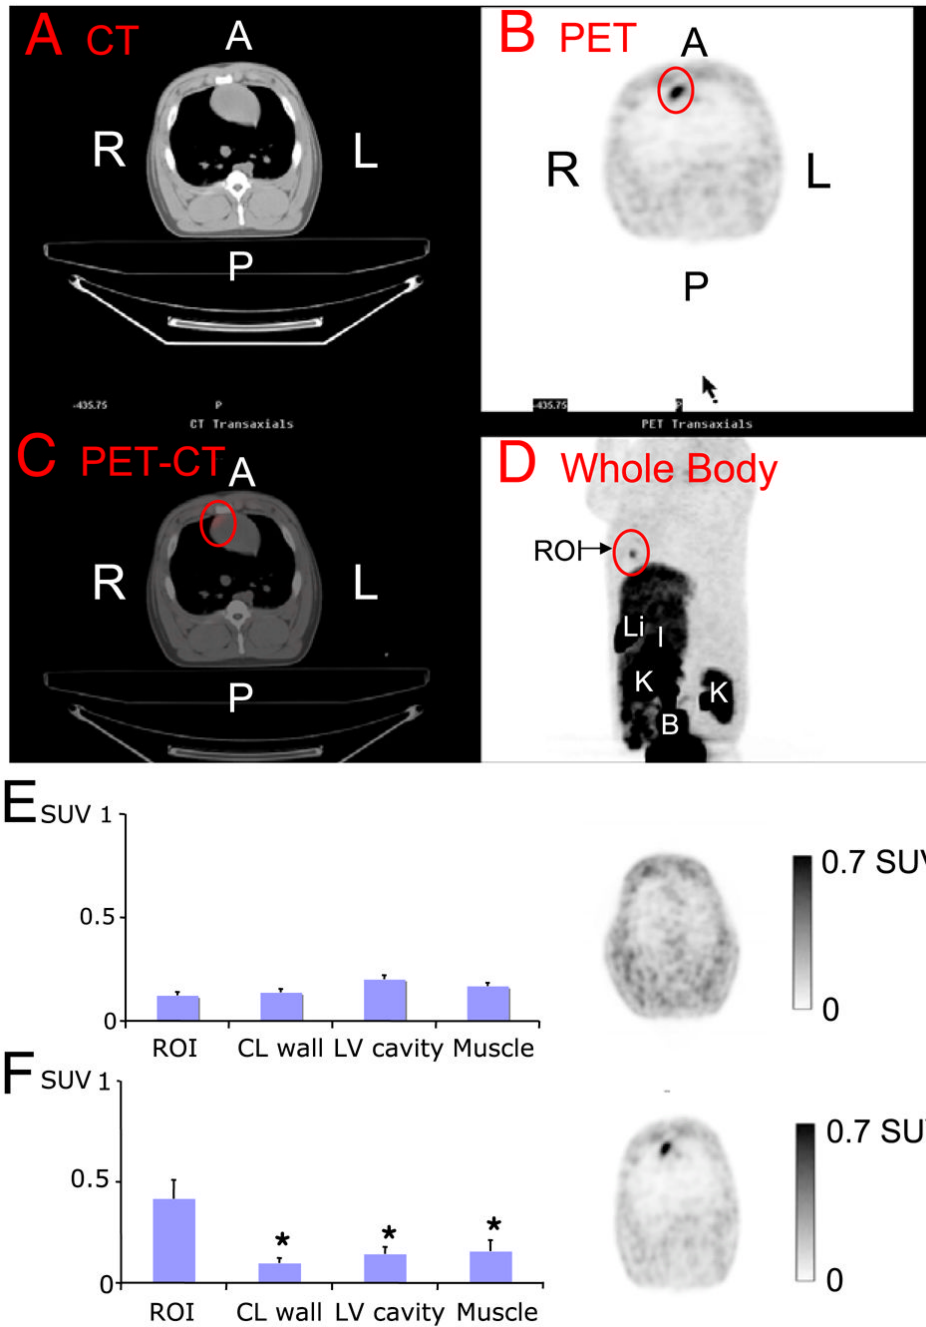 A CT
A
R
L
P
-435.75 P
CT Transaxials
B PET
A
R
L
P
-435.75 P
PET Transaxials
C PET-CT
A
R
L
P
D Whole Body
ROI
Li
I
K
K
B
E
SUV 1
0.5
0
ROI CL wall LV cavity Muscle
0.7 SUV
0
F
SUV 1
0.5
0
ROI CL wall LV cavity Muscle
* * *
0.7 SU
0